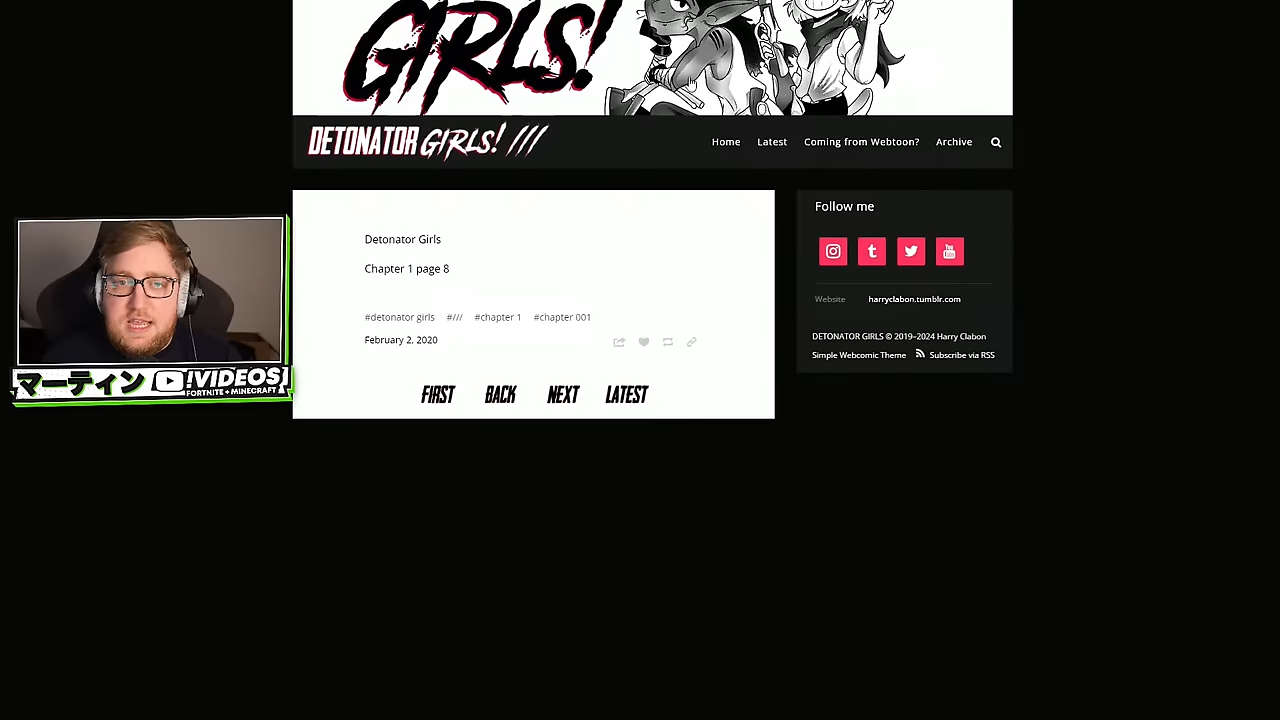 GIRLS!
DETONATOR GIRLS! ///
Home Latest Coming from Webtoon? Archive
Follow me
Detonator Girls
Chapter 1 page 8
Website harryclabon.tumblr.com
#detonator girls #/// #chapter 1 #chapter 001
February 2, 2020
DETONATOR GIRLS © 2019–2024 Harry Clabon
Simple Webcomic Theme Subscribe via RSS
マーティン !VIDEOS
FORTNITE + MINECRAFT
FIRST BACK NEXT LATEST